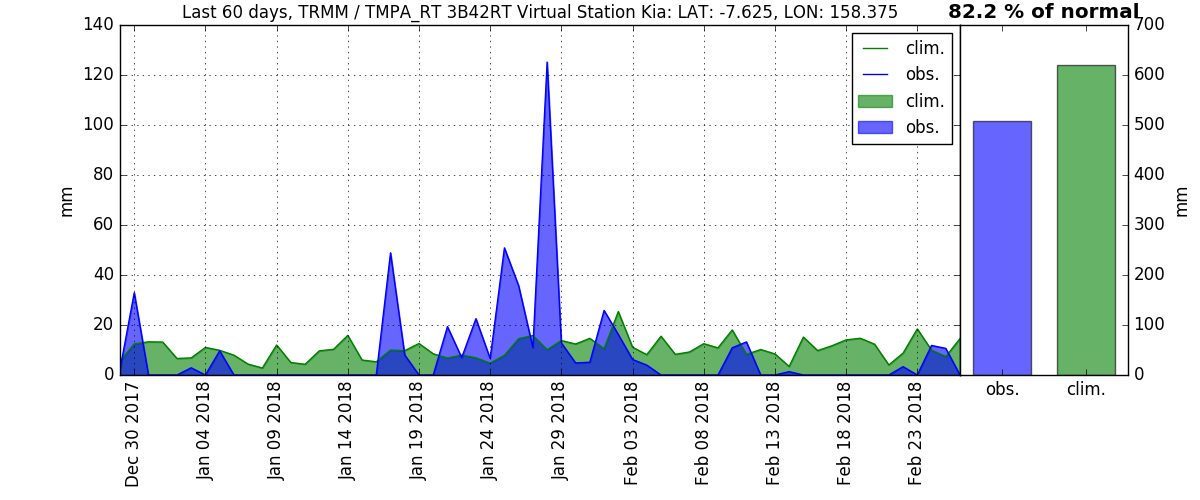 Last 60 days, TRMM / TMPA_RT 3B42RT Virtual Station Kia: LAT: -7.625, LON: 158.375
82.2 % of normal
140
120
100
80
60
40
20
0
mm
clim.
obs.
clim.
obs.
Dec 30 2017
Jan 04 2018
Jan 09 2018
Jan 14 2018
Jan 19 2018
Jan 24 2018
Jan 29 2018
Feb 03 2018
Feb 08 2018
Feb 13 2018
Feb 18 2018
Feb 23 2018
700
600
500
400
300
200
100
0
mm
obs.
clim.